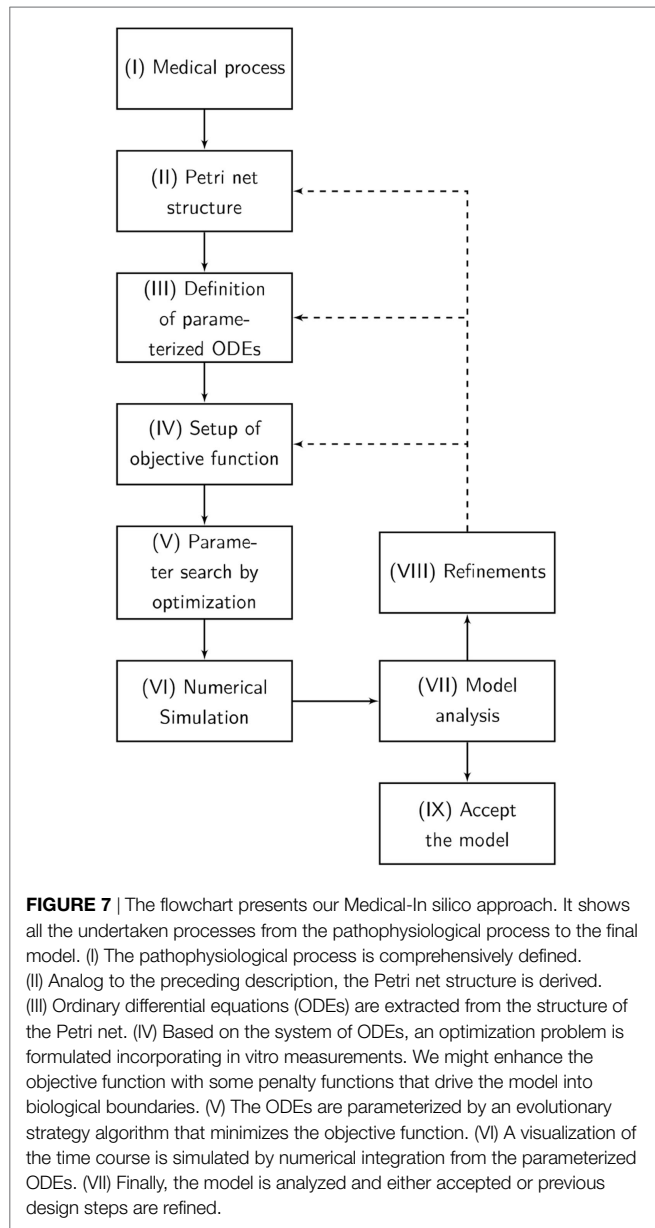 (I) Medical process
(II) Petri net
structure
(III) Definition
of parame-
terized ODEs
(IV) Setup of
objective function
(V) Parame-
ter search by
optimization
(VIII) Refinements
(VI) Numerical
Simulation
(VII) Model
analysis
(IX) Accept
the model
FIGURE 7 | The flowchart presents our Medical-In silico approach. It shows
all the undertaken processes from the pathophysiological process to the final
model. (I) The pathophysiological process is comprehensively defined.
(II) Analog to the preceding description, the Petri net structure is derived.
(III) Ordinary differential equations (ODEs) are extracted from the structure of
the Petri net. (IV) Based on the system of ODEs, an optimization problem is
formulated incorporating in vitro measurements. We might enhance the
objective function with some penalty functions that drive the model into
biological boundaries. (V) The ODEs are parameterized by an evolutionary
strategy algorithm that minimizes the objective function. (VI) A visualization of
the time course is simulated by numerical integration from the parameterized
ODEs. (VII) Finally, the model is analyzed and either accepted or previous
design steps are refined.